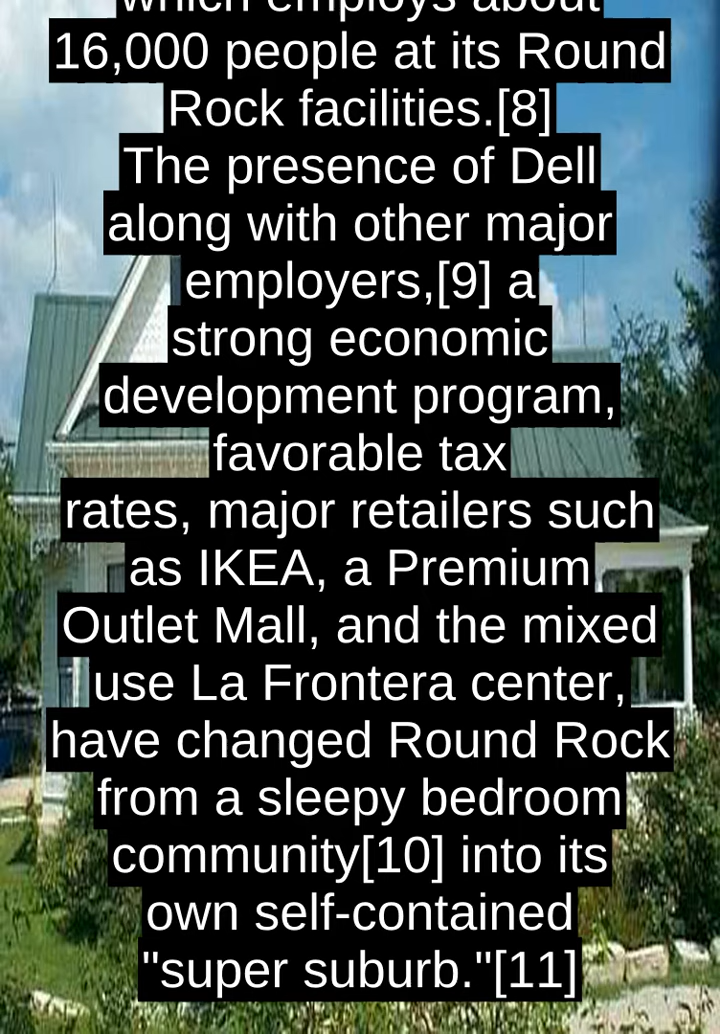 which employs about
16,000 people at its Round
Rock facilities.[8]
The presence of Dell
along with other major
employers,[9] a
strong economic
development program,
favorable tax
rates, major retailers such
as IKEA, a Premium
Outlet Mall, and the mixed
use La Frontera center,
have changed Round Rock
from a sleepy bedroom
community[10] into its
own self-contained
"super suburb."[11]